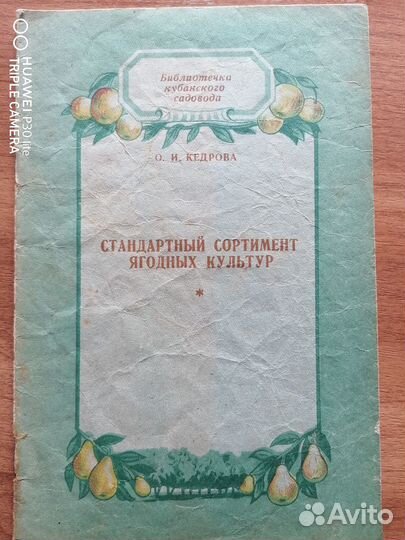 Библиотечка
кубанского
садовода
О. И. КЕДРОВА
СТАНДАРТНЫЙ СОРТИМЕНТ
ЯГОДНЫХ КУЛЬТУР
*
HUAWEI P30 lite
TRIPLE CAMERA
Avito